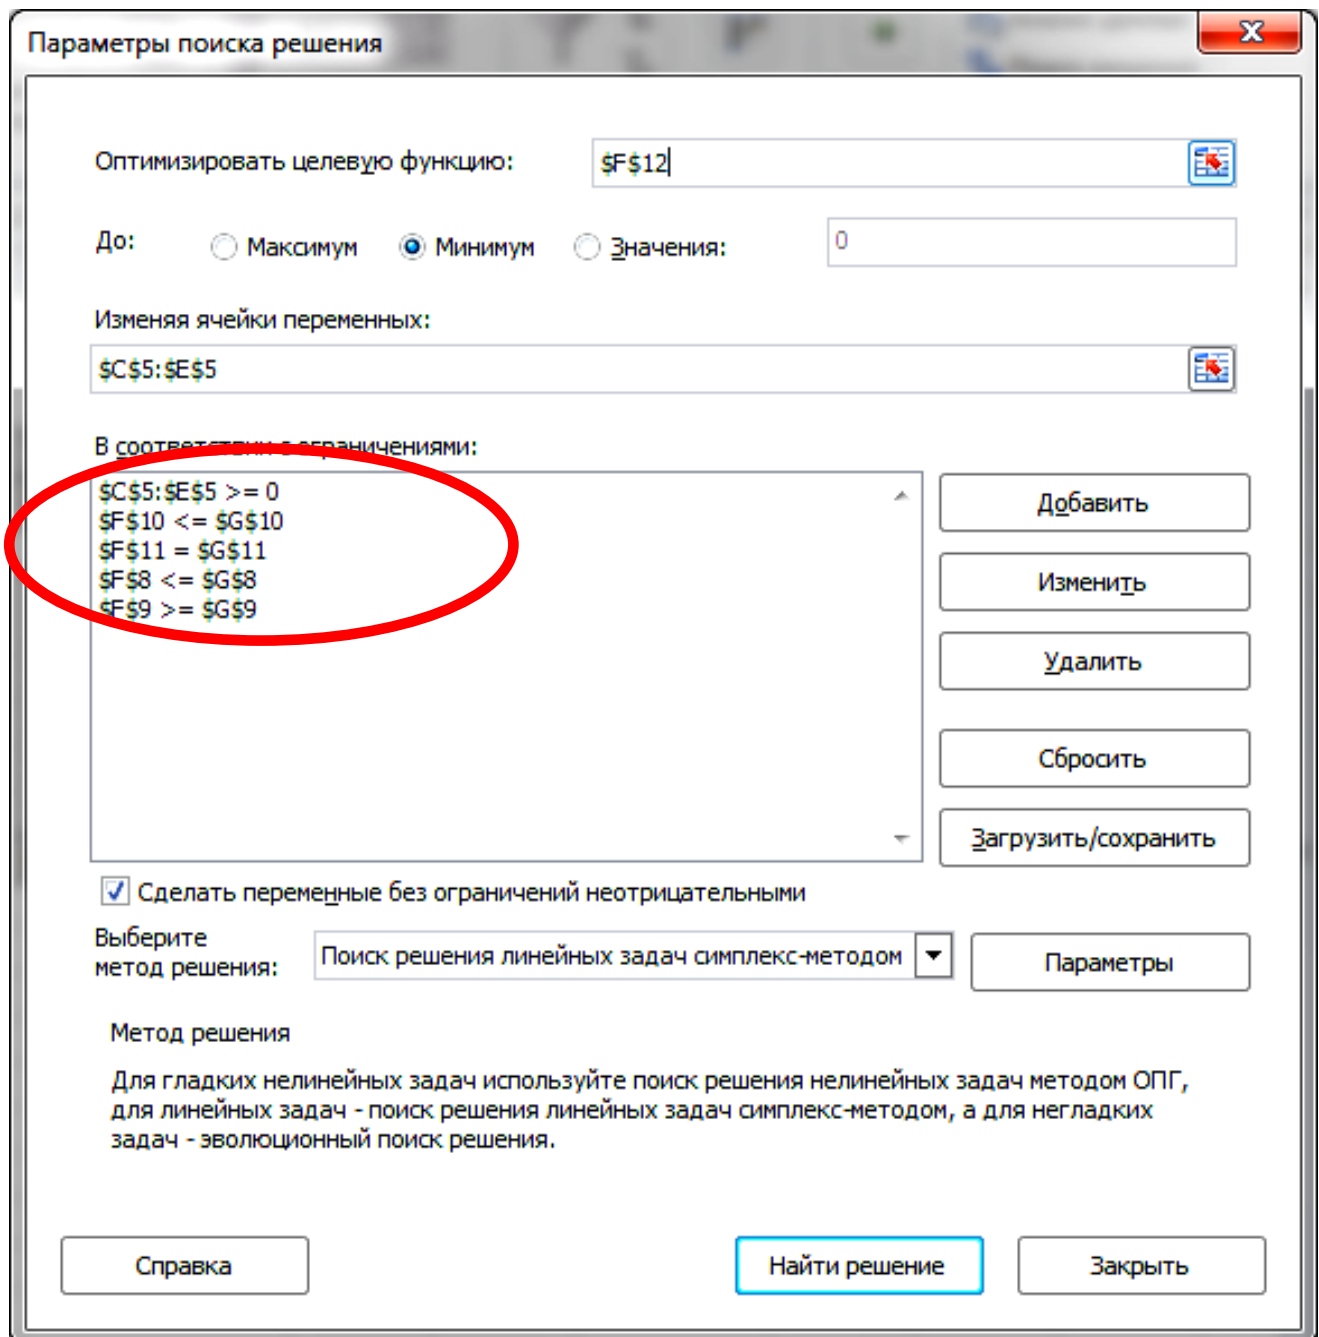 Параметры поиска решения
Оптимизировать целевую функцию:
$F$12
До:
Максимум
Минимум
Значения:
0
Изменяя ячейки переменных:
$C$5:$E$5
В соответствии с ограничениями:
$C$5:$E$5 >= 0
$F$10 <= $G$10
$F$11 = $G$11
$F$8 <= $G$8
$F$9 >= $G$9
Добавить
Изменить
Удалить
Сбросить
Загрузить/сохранить
Сделать переменные без ограничений неотрицательными
Выберите
метод решения:
Поиск решения линейных задач симплекс-методом
Параметры
Метод решения
Для гладких нелинейных задач используйте поиск решения нелинейных задач методом ОПГ,
для линейных задач - поиск решения линейных задач симплекс-методом, а для негладких
задач - эволюционный поиск решения.
Справка
Найти решение
Закрыть